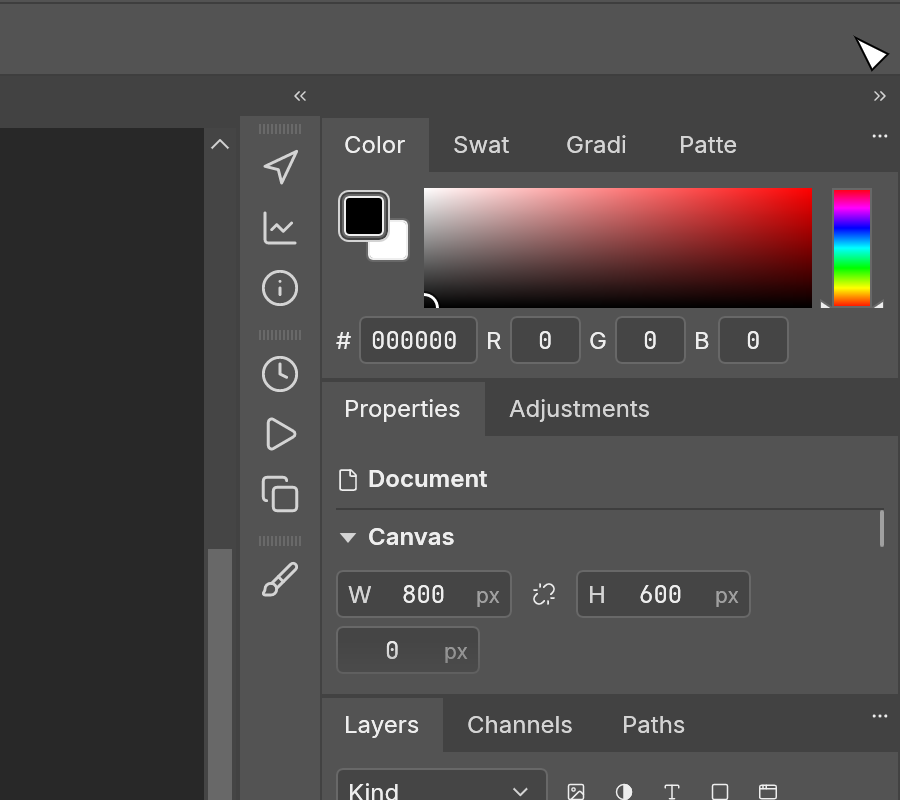 Color Swat Gradi Patte
# 000000 R 0 G 0 B 0
Properties Adjustments
Document
Canvas
W 800 px H 600 px
0 px
Layers Channels Paths
Kind